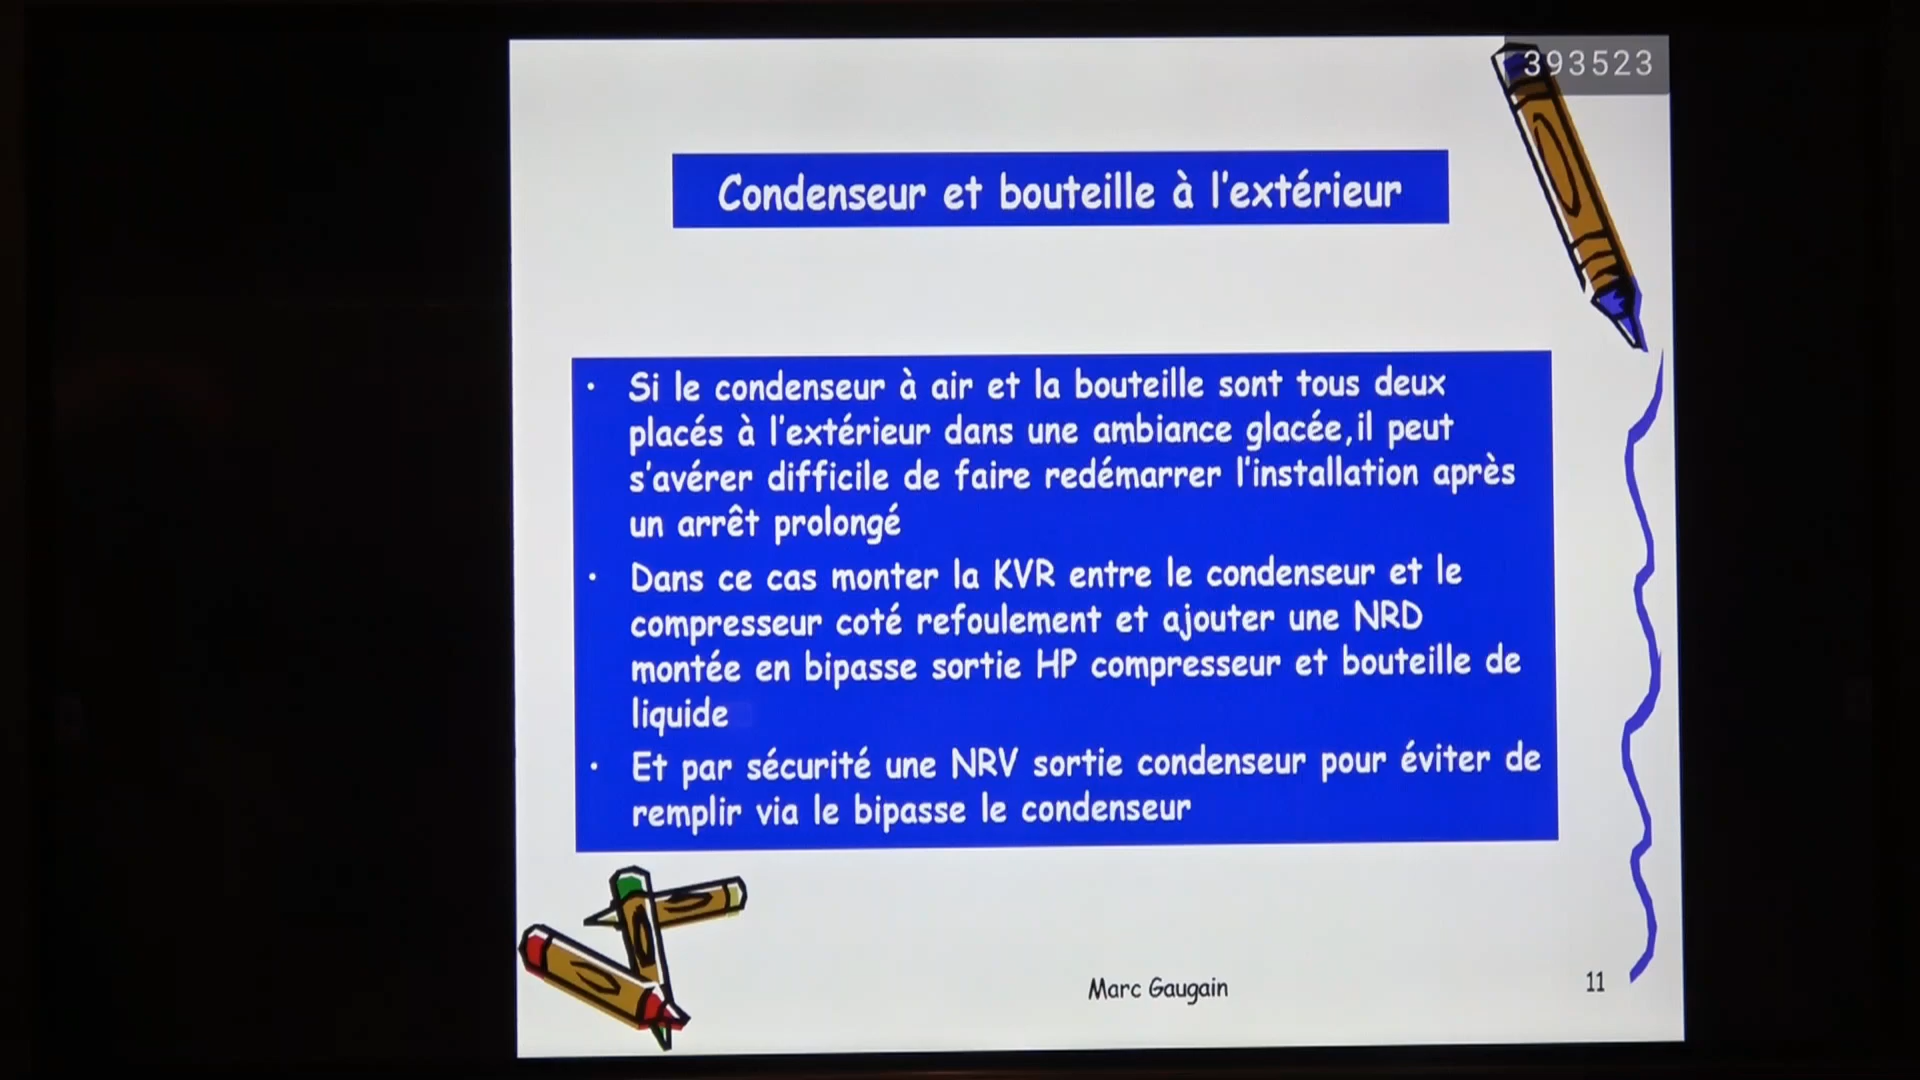 393523
Condenseur et bouteille à l'extérieur
• Si le condenseur à air et la bouteille sont tous deux
placés à l'extérieur dans une ambiance glacée,il peut
s'avérer difficile de faire redémarrer l'installation après
un arrêt prolongé
• Dans ce cas monter la KVR entre le condenseur et le
compresseur coté refoulement et ajouter une NRD
montée en bipasse sortie HP compresseur et bouteille de
liquide
• Et par sécurité une NRV sortie condenseur pour éviter de
remplir via le bipasse le condenseur
Marc Gaugain
11